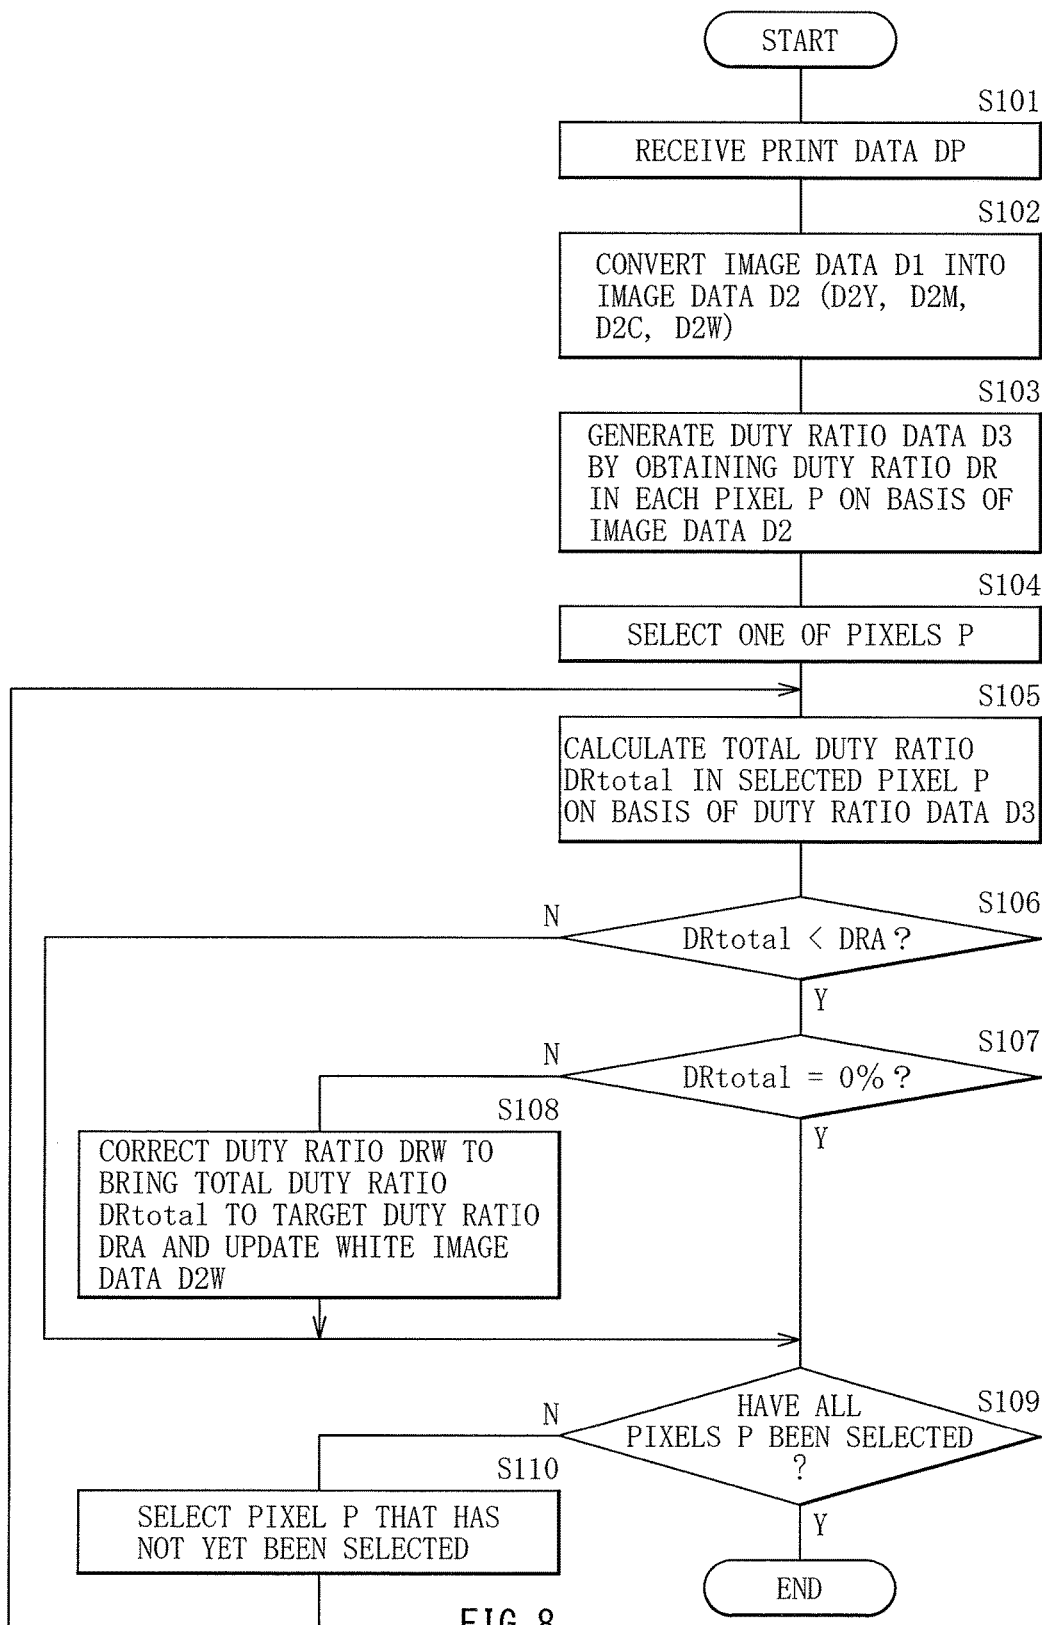 START
S101
RECEIVE PRINT DATA DP
S102
CONVERT IMAGE DATA D1 INTO
IMAGE DATA D2 (D2Y, D2M,
D2C, D2W)
S103
GENERATE DUTY RATIO DATA D3
BY OBTAINING DUTY RATIO DR
IN EACH PIXEL P ON BASIS OF
IMAGE DATA D2
S104
SELECT ONE OF PIXELS P
S105
CALCULATE TOTAL DUTY RATIO
DRtotal IN SELECTED PIXEL P
ON BASIS OF DUTY RATIO DATA D3
S106
N
DRtotal < DRA?
Y
S107
N
DRtotal = 0%?
Y
S108
CORRECT DUTY RATIO DRW TO
BRING TOTAL DUTY RATIO
DRtotal TO TARGET DUTY RATIO
DRA AND UPDATE WHITE IMAGE
DATA D2W
S109
N
HAVE ALL
PIXELS P BEEN SELECTED
?
Y
S110
SELECT PIXEL P THAT HAS
NOT YET BEEN SELECTED
END
FIG. 8